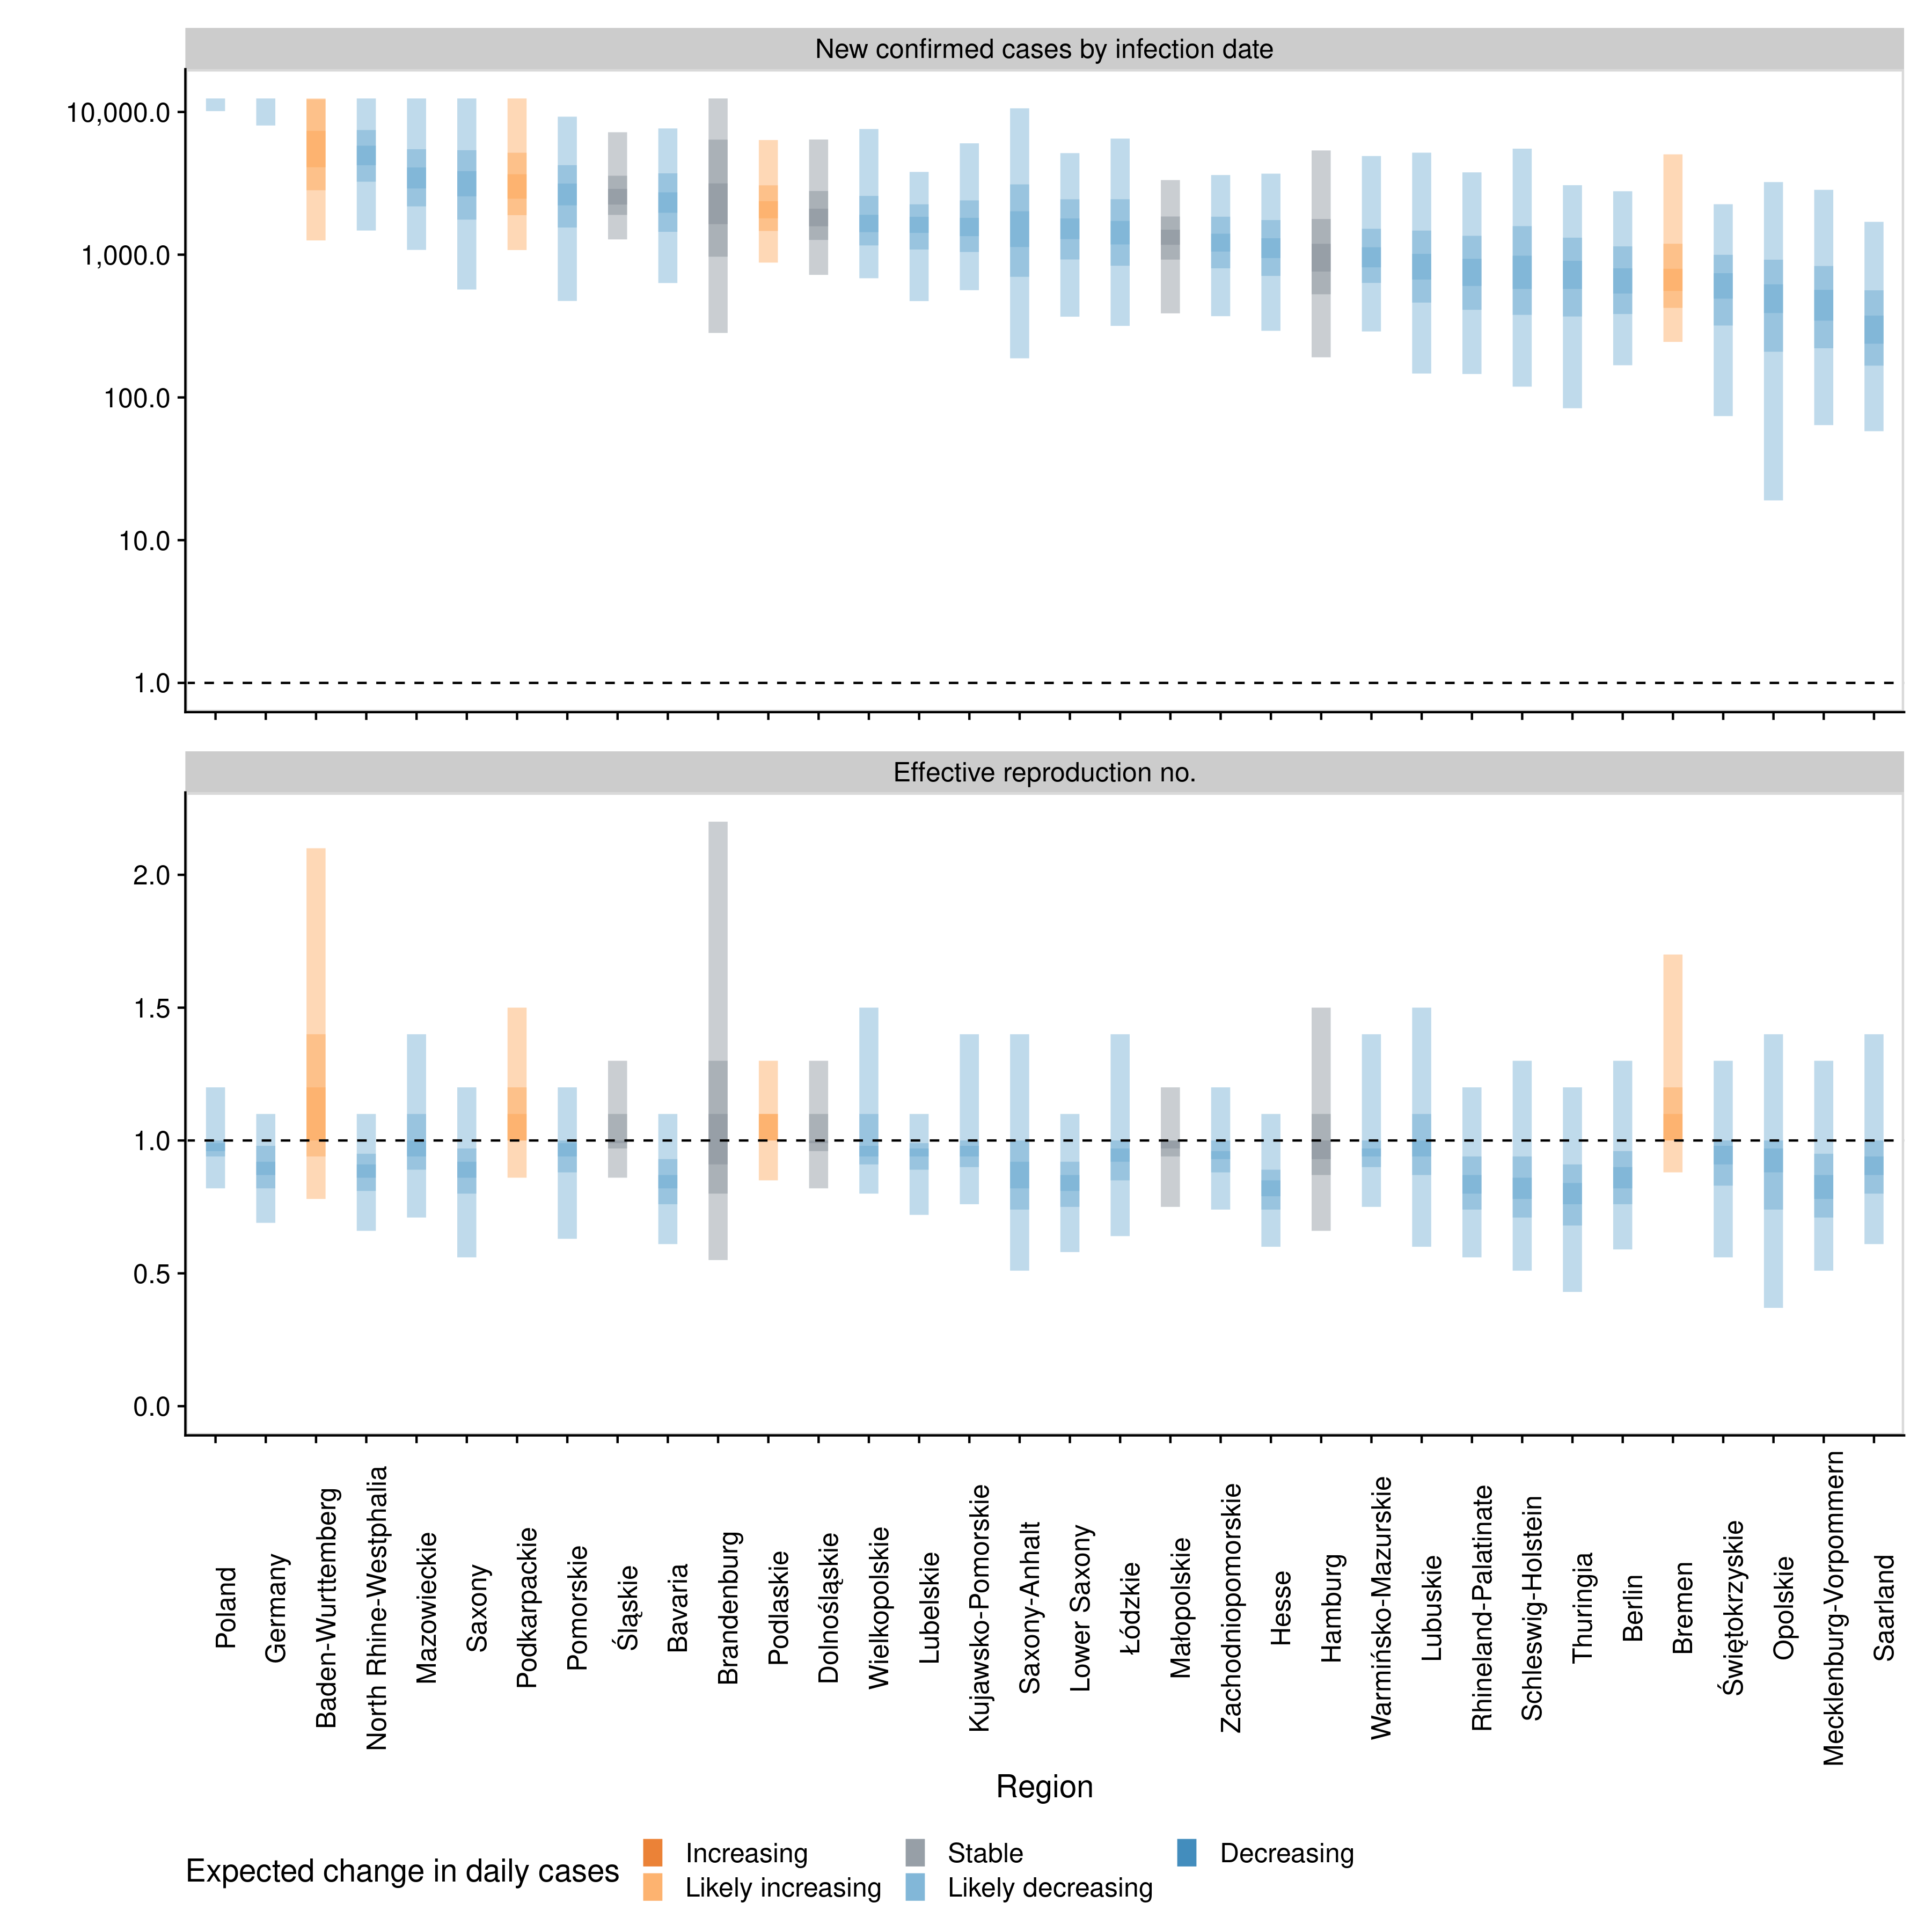 New confirmed cases by infection date
10,000.0
1,000.0
100.0
10.0
1.0
Effective reproduction no.
2.0
1.5
1.0
0.5
0.0
Poland
Germany
Baden-Wurttemberg
North Rhine-Westphalia
Mazowieckie
Saxony
Podkarpackie
Pomorskie
Śląskie
Bavaria
Brandenburg
Podlaskie
Dolnośląskie
Wielkopolskie
Lubelskie
Kujawsko-Pomorskie
Saxony-Anhalt
Lower Saxony
Łódzkie
Małopolskie
Zachodniopomorskie
Hesse
Hamburg
Warmińsko-Mazurskie
Lubuskie
Rhineland-Palatinate
Schleswig-Holstein
Thuringia
Berlin
Bremen
Świętokrzyskie
Opolskie
Mecklenburg-Vorpommern
Saarland
Region
Expected change in daily cases
Increasing
Stable
Decreasing
Likely increasing
Likely decreasing